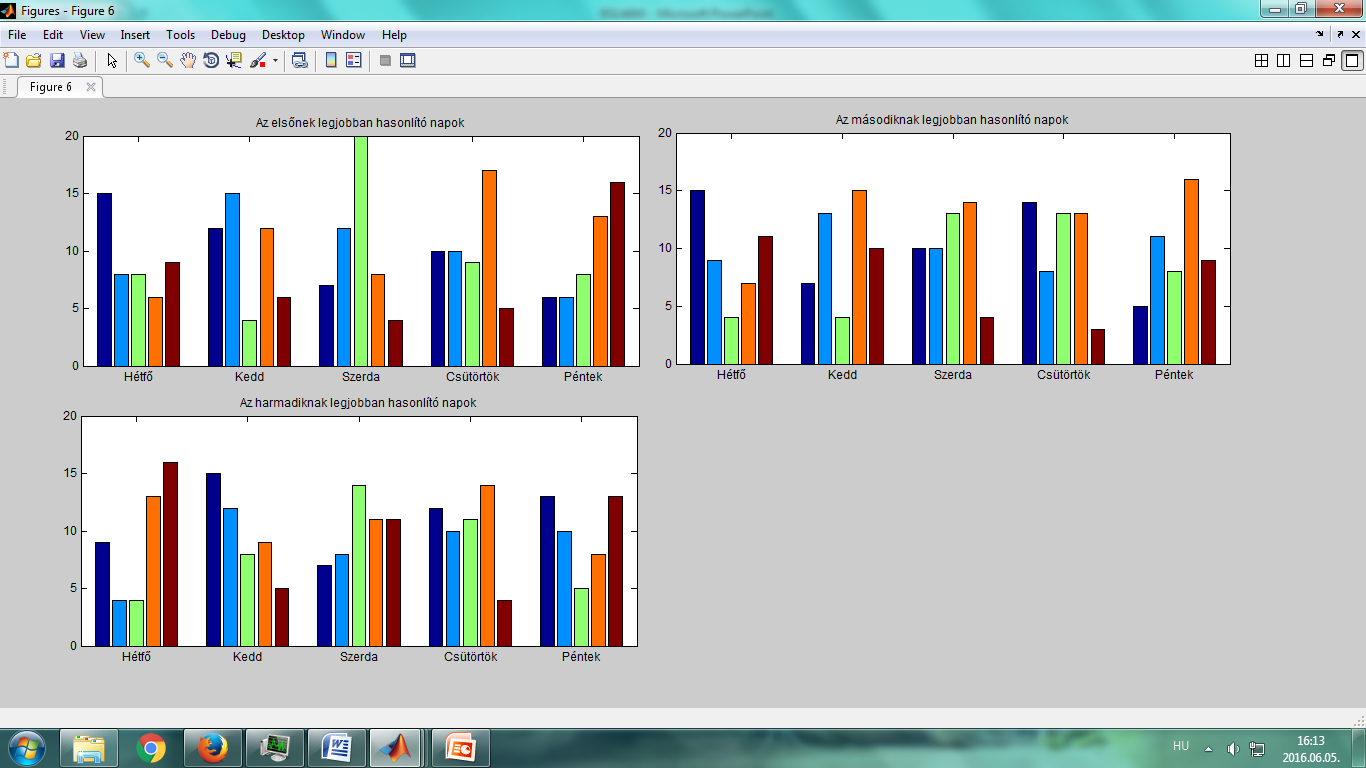 Figures - Figure 6
File Edit View Insert Tools Debug Desktop Window Help
Figure 6
Az elsőnek legjobban hasonlító napok
20
15
10
5
0
Hétfő Kedd Szerda Csütörtök Péntek
Az másodiknak legjobban hasonlító napok
20
15
10
5
0
Hétfő Kedd Szerda Csütörtök Péntek
Az harmadiknak legjobban hasonlító napok
20
15
10
5
0
Hétfő Kedd Szerda Csütörtök Péntek
HU
16:13
2016.06.05.